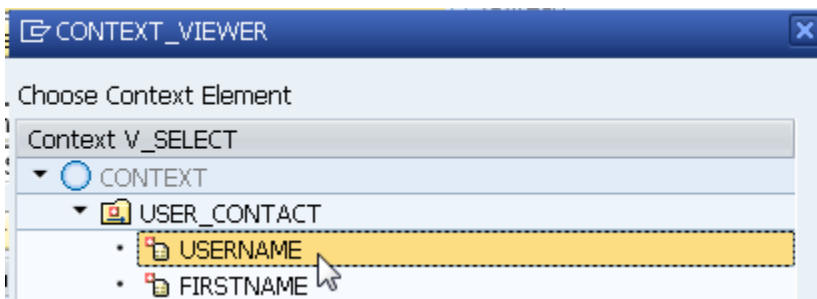 CONTEXT_VIEWER
Choose Context Element
Context V_SELECT
CONTEXT
USER_CONTACT
USERNAME
FIRSTNAME